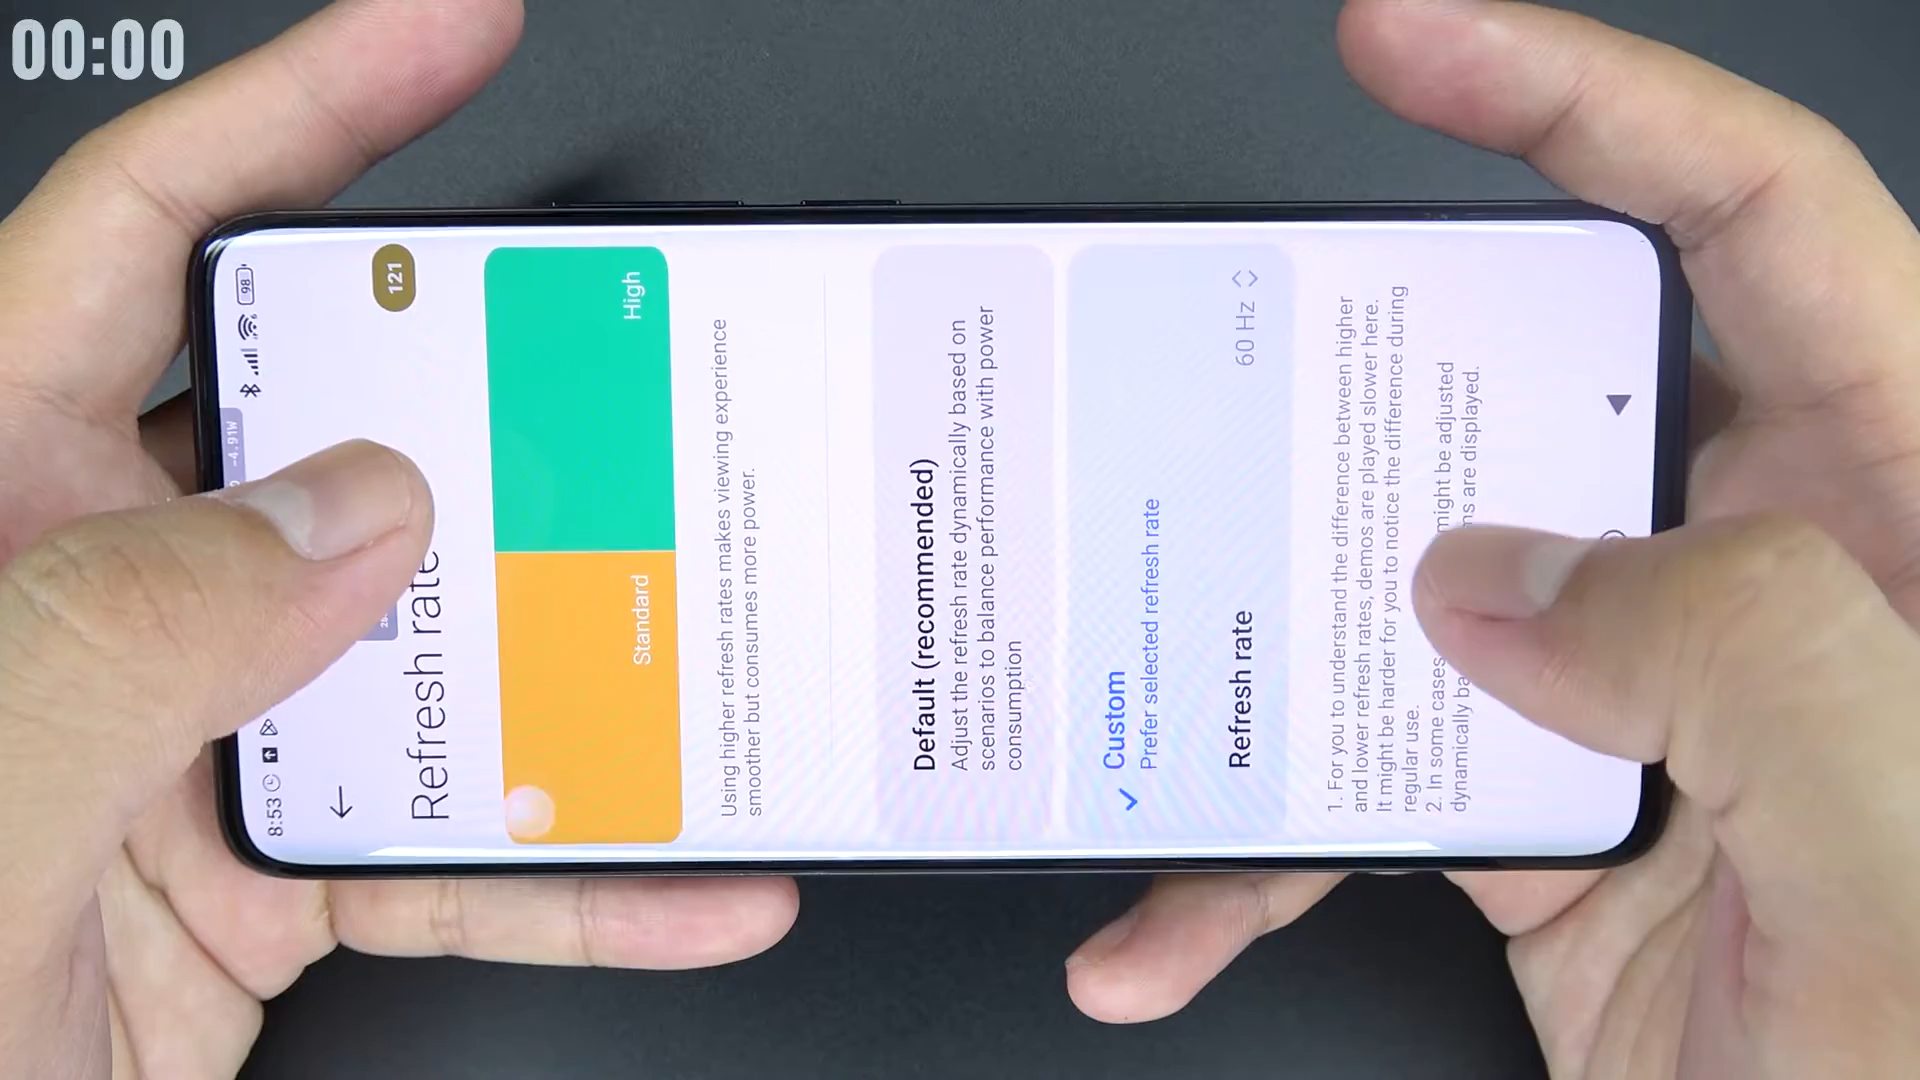 00:00
8:53
98
-4.91W
121
Refresh rate
Standard
High
Using higher refresh rates makes viewing experience
smoother but consumes more power.
Default (recommended)
Adjust the refresh rate dynamically based on
scenarios to balance performance with power
consumption
Custom
Prefer selected refresh rate
Refresh rate
60 Hz
1. For you to understand the difference between higher
and lower refresh rates, demos are played slower here.
It might be harder for you to notice the difference during
regular use.
2. In some cases might be adjusted
dynamically are displayed.